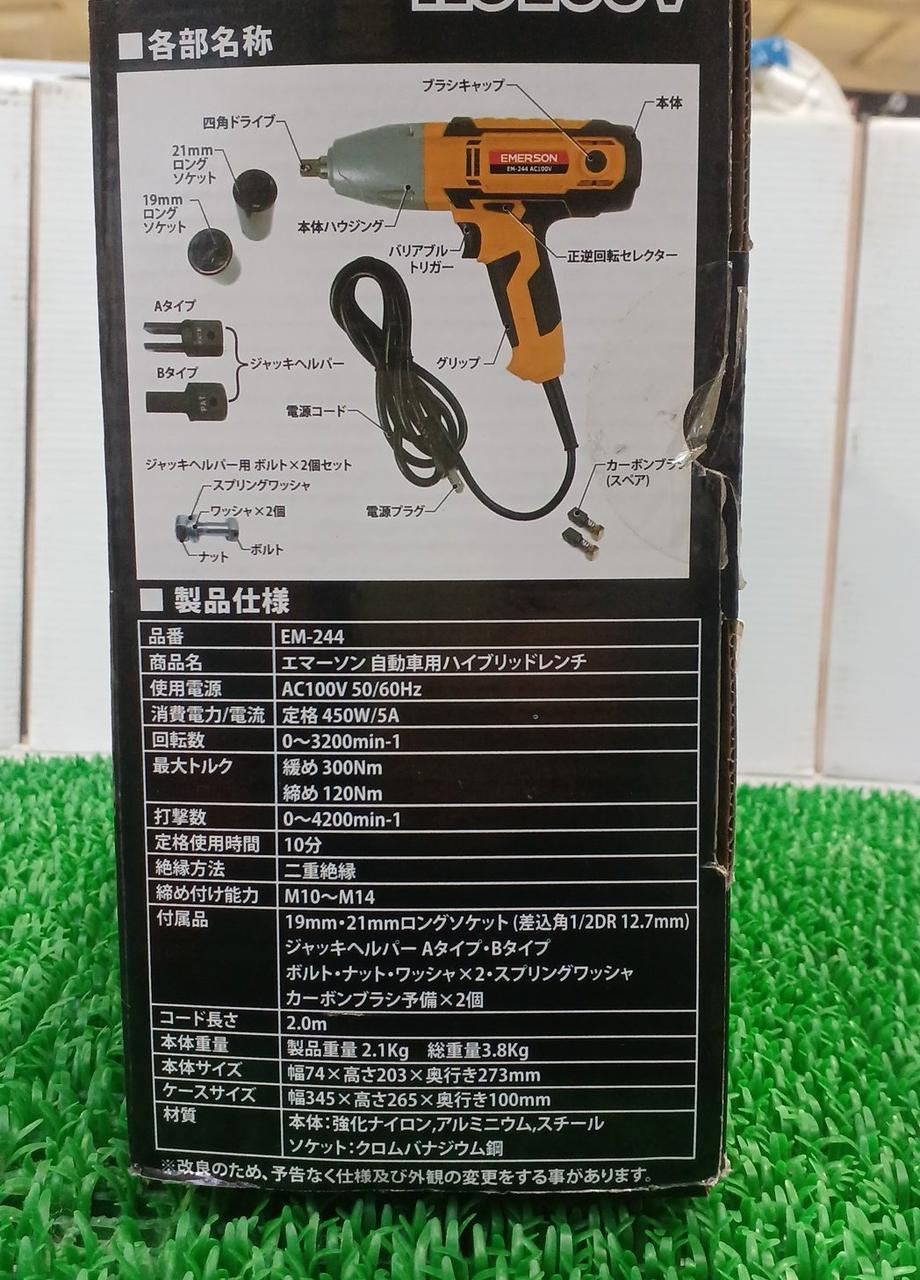 ■各部名称
ブラシキャップ
本体
四角ドライブ
21mm
ロング
ソケット
EMERSON
EM-244 AC100V
19mm
ロング
ソケット
本体ハウジング
バリアブル
トリガー
正逆回転セレクター
Aタイプ
ジャッキヘルパー
グリップ
Bタイプ
電源コード
ジャッキヘルパー用 ボルト×2個セット
スプリングワッシャ
ワッシャ×2個
ナット
ボルト
電源プラグ
カーボンブラ
(スペア)
■ 製品仕様
品番 EM-244
商品名 エマーソン 自動車用ハイブリッドレンチ
使用電源 AC100V 50/60Hz
消費電力/電流 定格 450W/5A
回転数 0～3200min-1
最大トルク 緩め 300Nm
締め 120Nm
打撃数 0～4200min-1
定格使用時間 10分
絶縁方法 二重絶縁
締め付け能力 M10～M14
付属品 19mm・21mmロングソケット (差込角1/2DR 12.7mm)
ジャッキヘルパー Aタイプ・Bタイプ
ボルト・ナット・ワッシャ×2・スプリングワッシャ
カーボンブラシ予備×2個
コード長さ 2.0m
本体重量 製品重量 2.1Kg 総重量3.8Kg
本体サイズ 幅74×高さ203×奥行き273mm
ケースサイズ 幅345×高さ265×奥行き100mm
材質 本体：強化ナイロン,アルミニウム,スチール
ソケット：クロムバナジウム鋼
※改良のため、予告なく仕様及び外観の変更をする事があります。